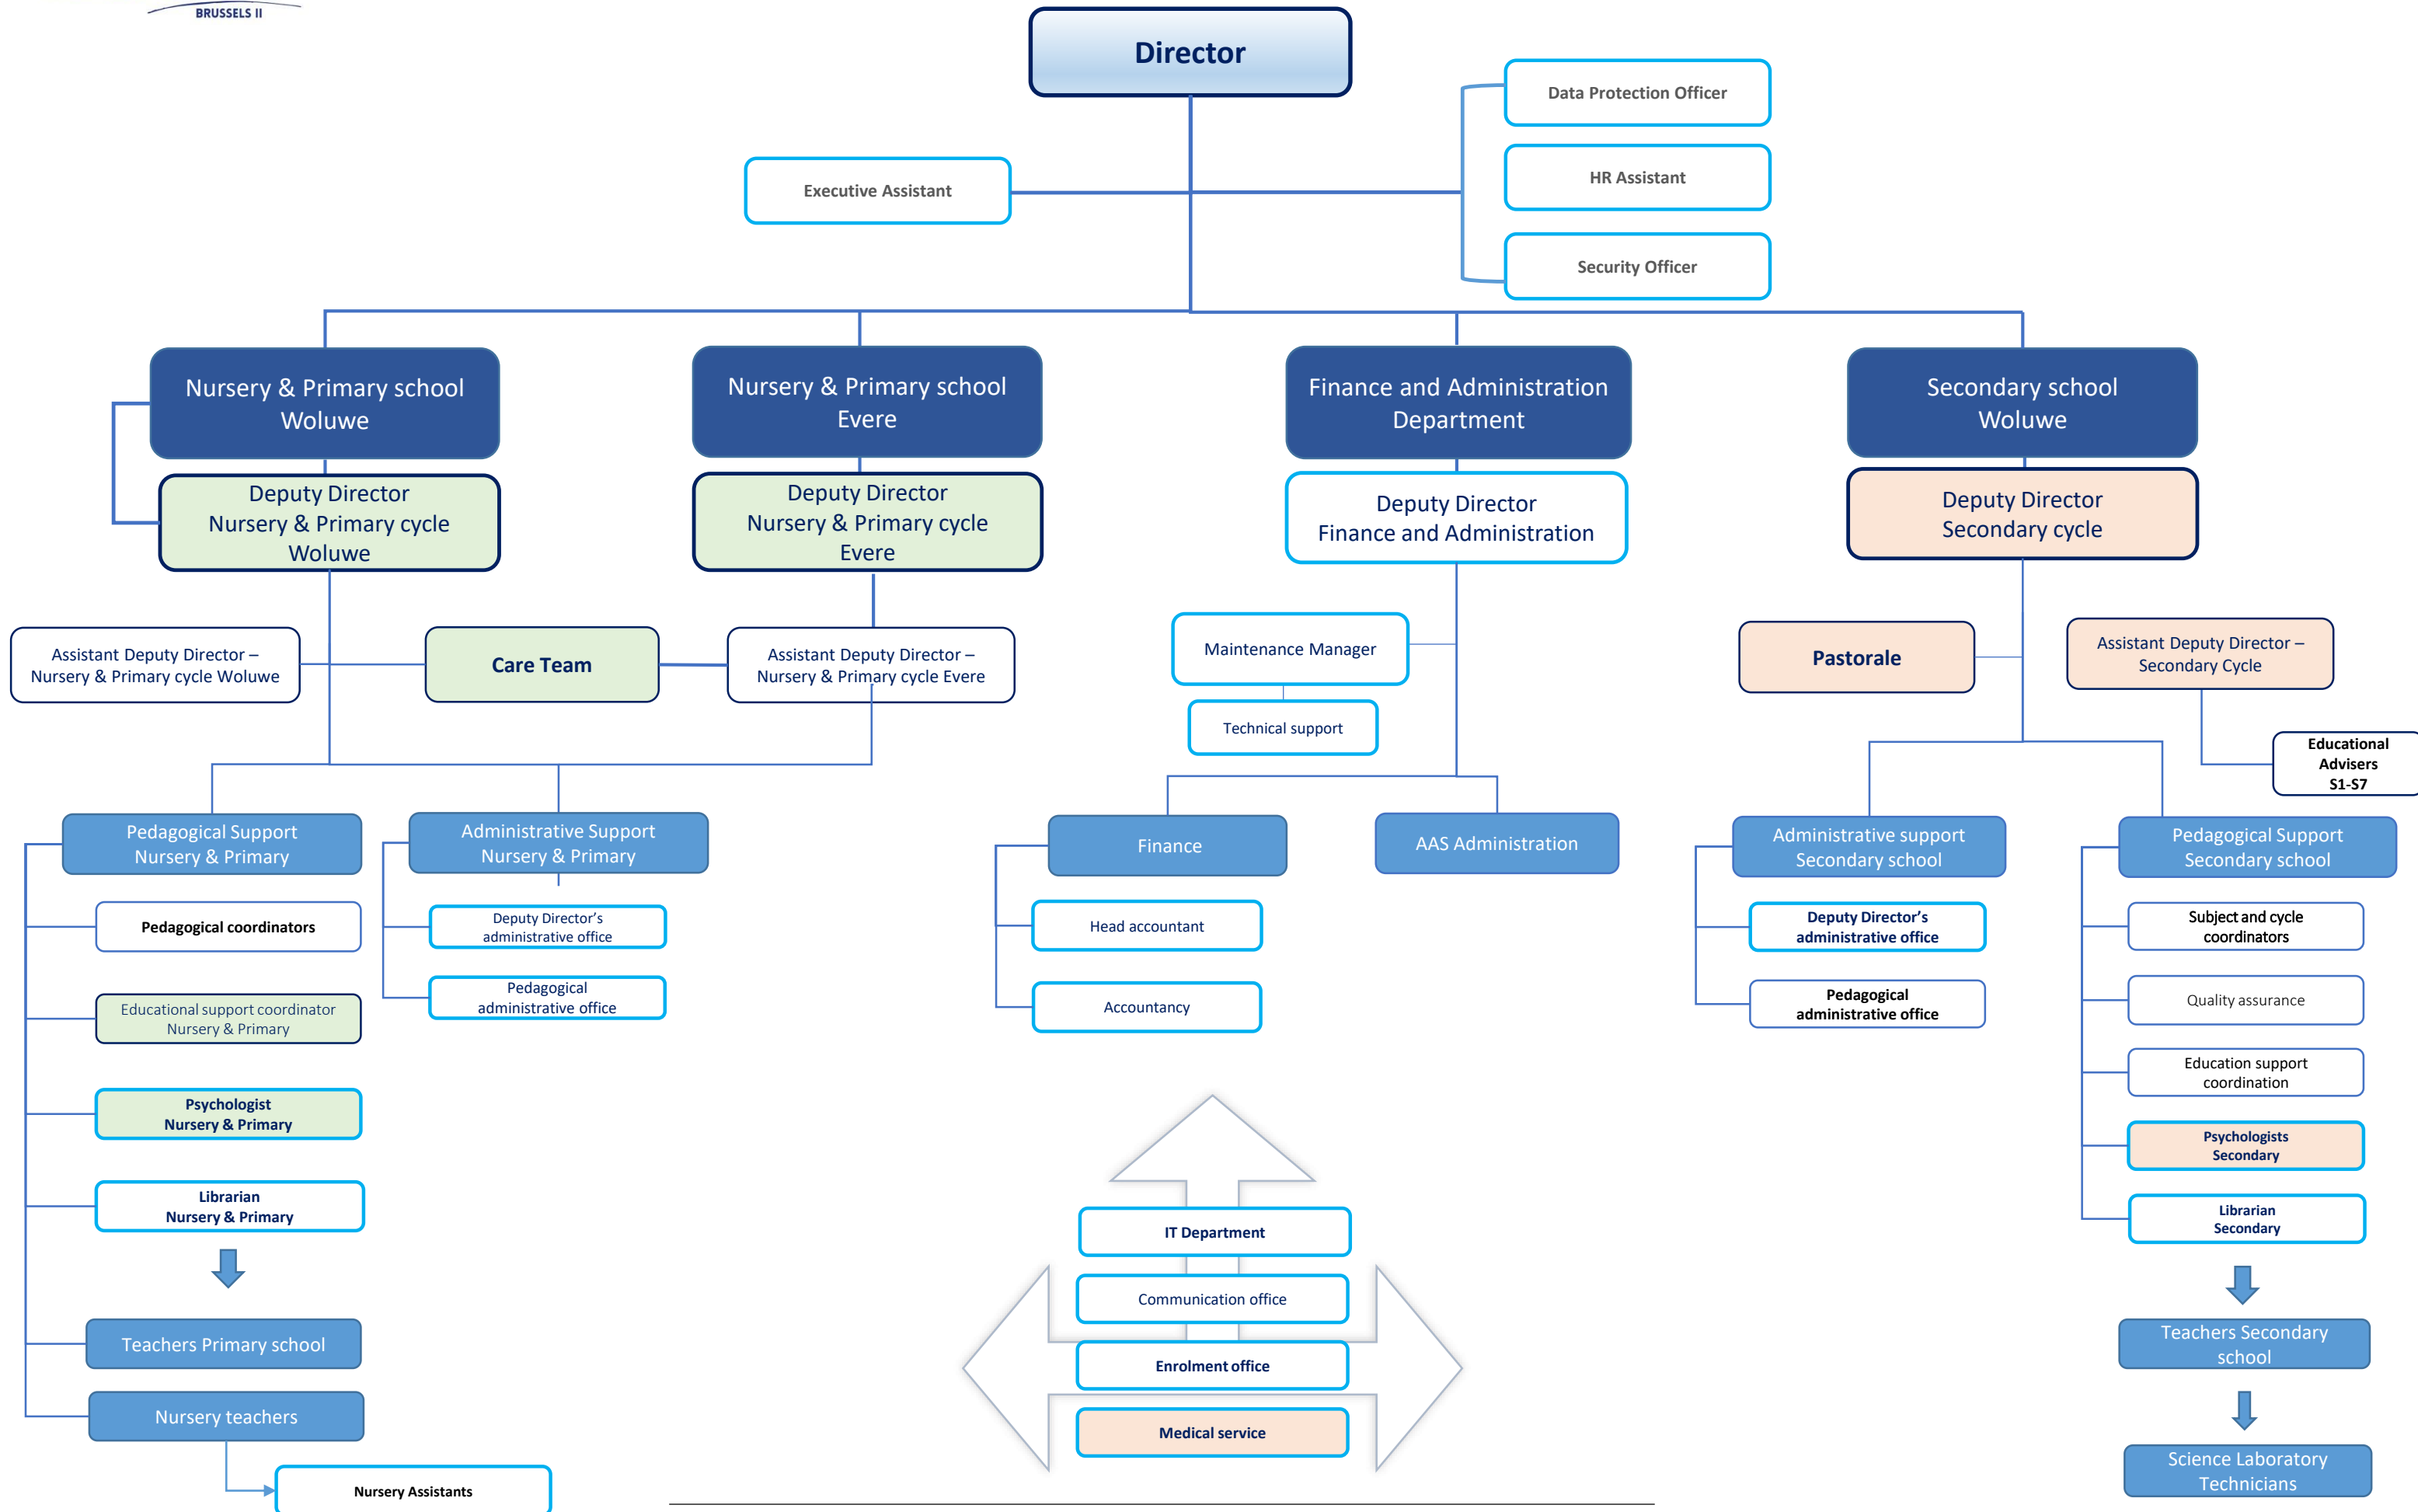 BRUSSELS II
Director
Data Protection Officer
Executive Assistant
HR Assistant
Security Officer
Nursery & Primary school
Woluwe
Nursery & Primary school
Evere
Finance and Administration
Department
Secondary school
Woluwe
Deputy Director
Nursery & Primary cycle
Woluwe
Deputy Director
Nursery & Primary cycle
Evere
Deputy Director
Finance and Administration
Deputy Director
Secondary cycle
Assistant Deputy Director –
Nursery & Primary cycle Woluwe
Care Team
Assistant Deputy Director –
Nursery & Primary cycle Evere
Maintenance Manager
Technical support
Pastorale
Assistant Deputy Director –
Secondary Cycle
Educational
Advisers
S1-S7
Pedagogical Support
Nursery & Primary
Pedagogical coordinators
Educational support coordinator
Nursery & Primary
Psychologist
Nursery & Primary
Librarian
Nursery & Primary
Teachers Primary school
Nursery teachers
Nursery Assistants
Administrative Support
Nursery & Primary
Deputy Director's
administrative office
Pedagogical
administrative office
Finance
Head accountant
Accountancy
AAS Administration
IT Department
Communication office
Enrolment office
Medical service
Administrative support
Secondary school
Deputy Director's
administrative office
Pedagogical
administrative office
Pedagogical Support
Secondary school
Subject and cycle
coordinators
Quality assurance
Education support
coordination
Psychologists
Secondary
Librarian
Secondary
Teachers Secondary
school
Science Laboratory
Technicians